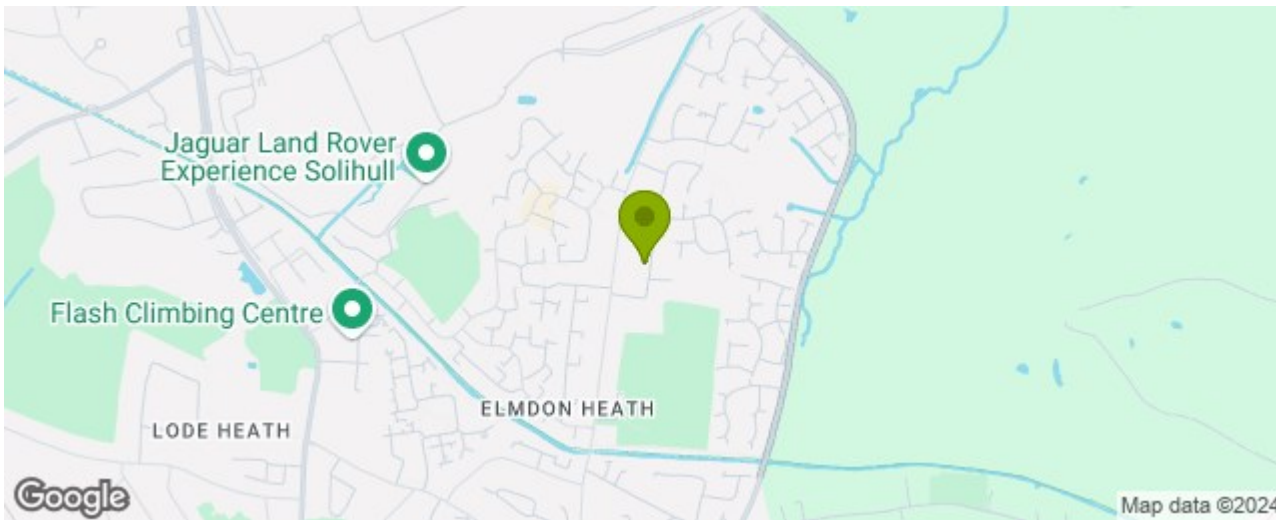 Jaguar Land Rover
Experience Solihull
Flash Climbing Centre
ELMDON HEATH
LODE HEATH
Google
Map data ©2024